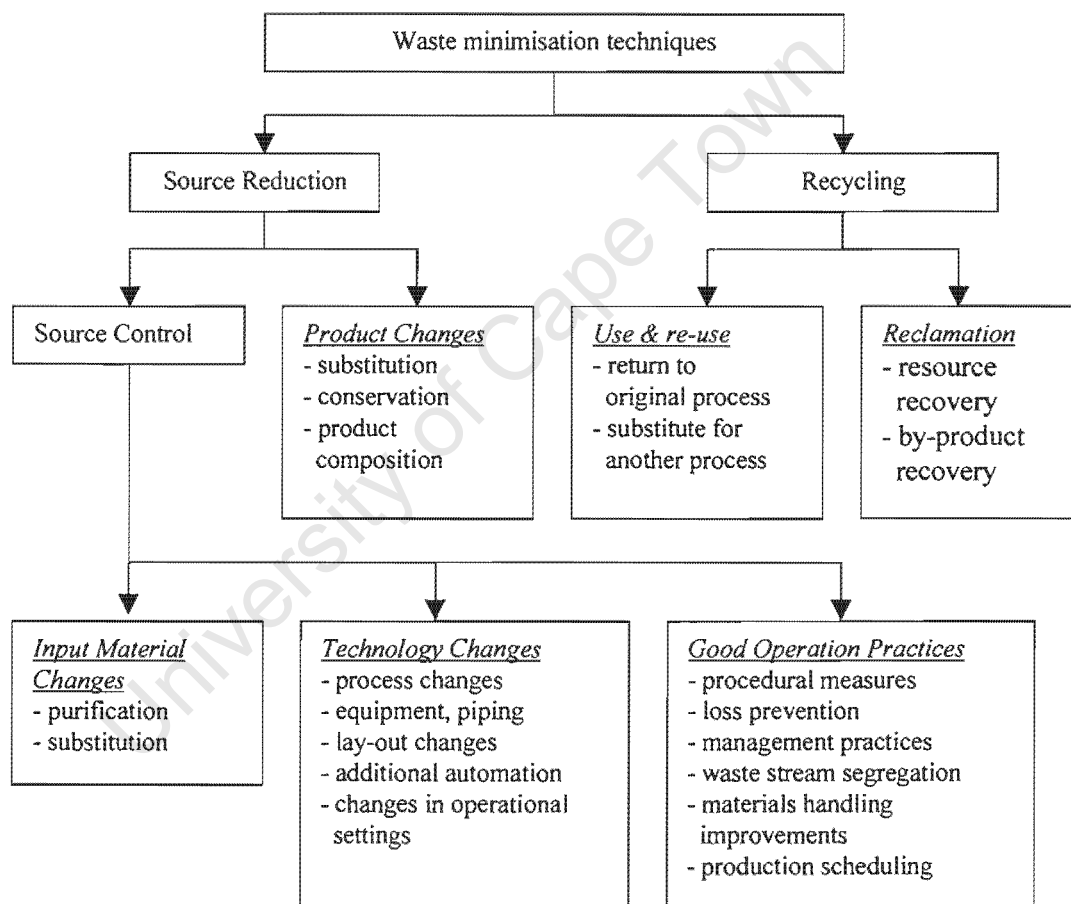 Waste minimisation techniques
Source Reduction
Recycling
Source Control
Product Changes
- substitution
- conservation
- product
composition
Use & re-use
- return to
original process
- substitute for
another process
Reclamation
- resource
recovery
- by-product
recovery
Input Material
Changes
- purification
- substitution
Technology Changes
- process changes
- equipment, piping
- lay-out changes
- additional automation
- changes in operational
settings
Good Operation Practices
- procedural measures
- loss prevention
- management practices
- waste stream segregation
- materials handling
improvements
- production scheduling
University of Cape Town